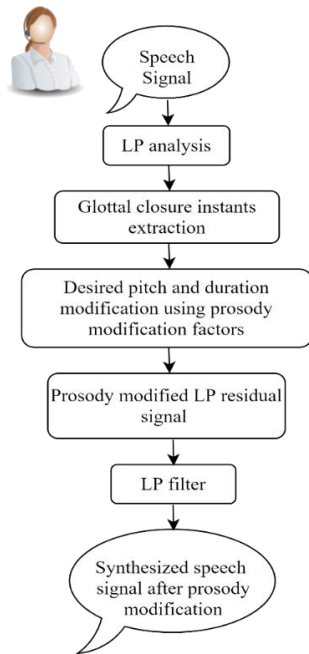 Speech
Signal
LP analysis
Glottal closure instants
extraction
Desired pitch and duration
modification using prosody
modification factors
Prosody modified LP residual
signal
LP filter
Synthesized speech
signal after prosody
modification